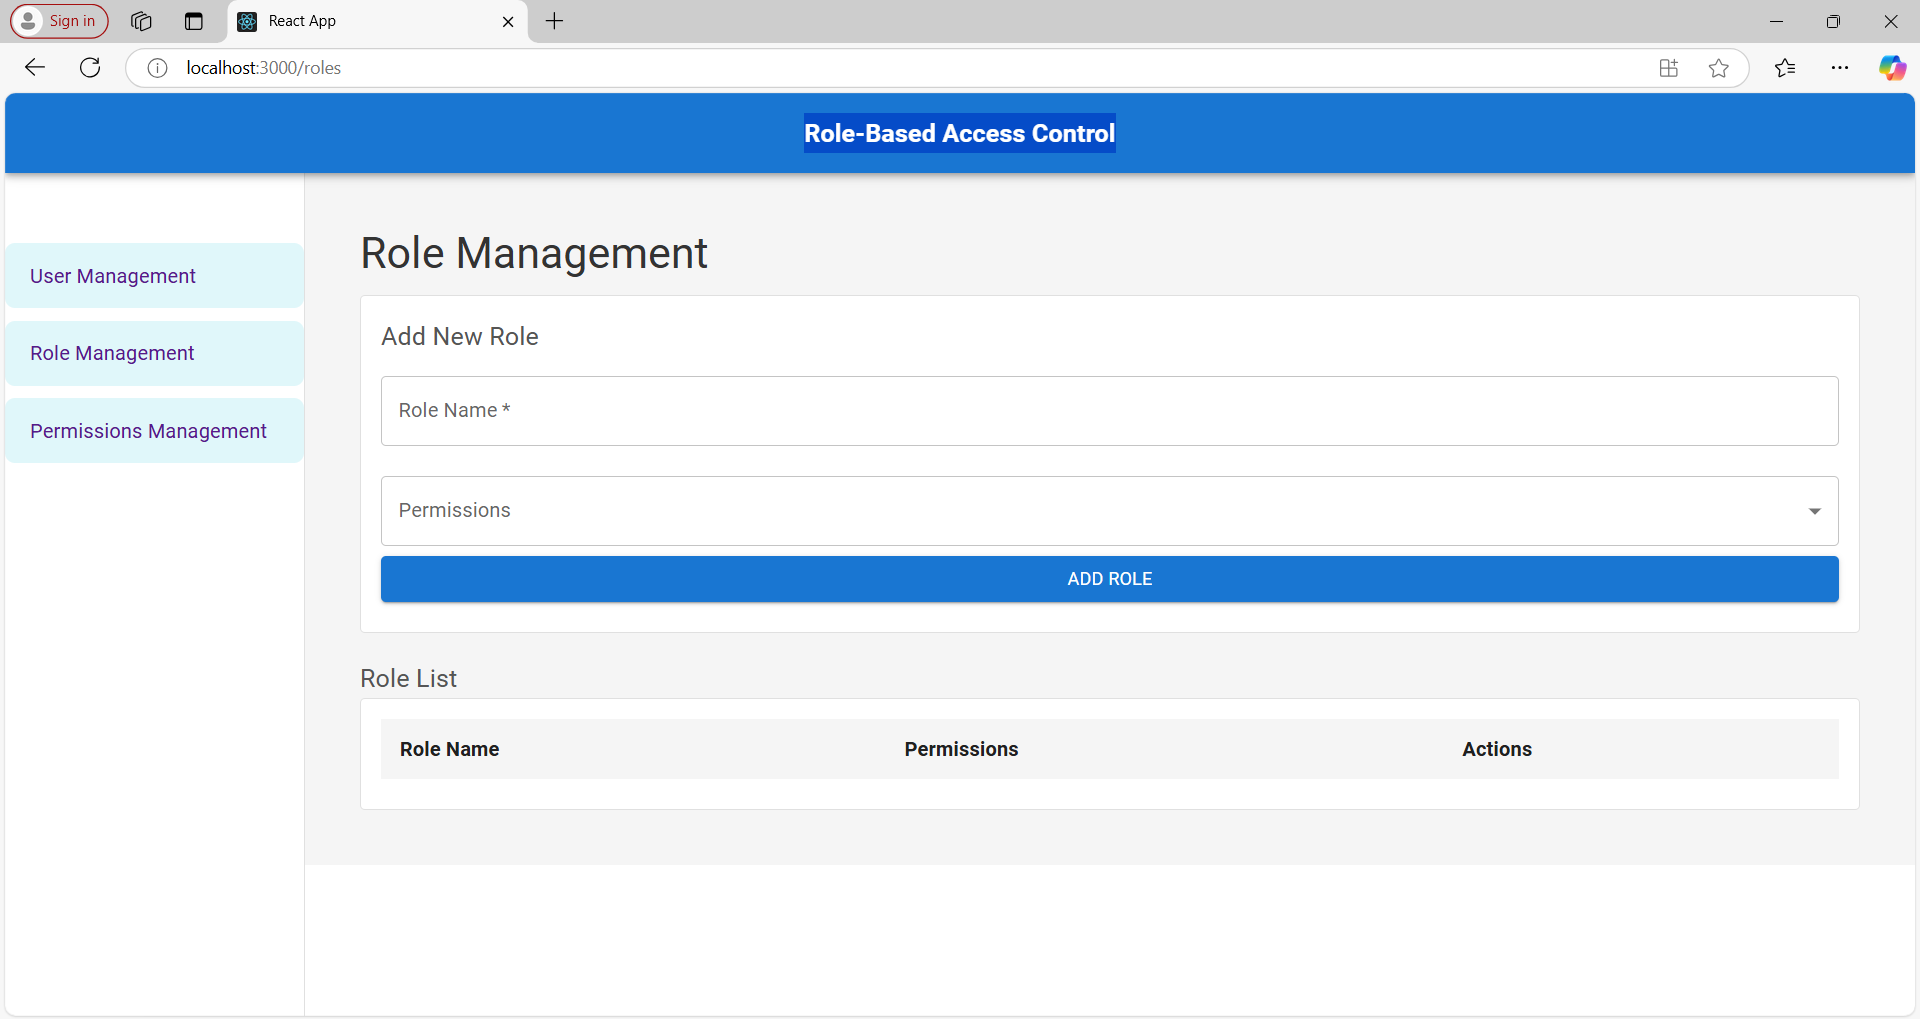 Sign in
React App
localhost:3000/roles
Role-Based Access Control
User Management
Role Management
Permissions Management
Role Management
Add New Role
Role Name *
Permissions
ADD ROLE
Role List
Role Name Permissions Actions